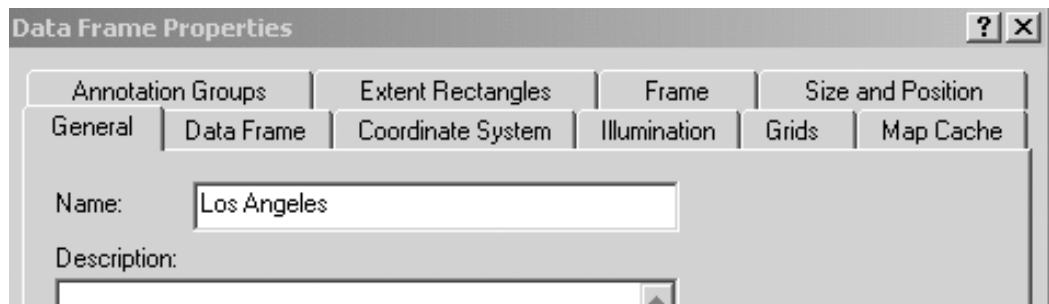 Data Frame Properties ? X
Annotation Groups Extent Rectangles Frame Size and Position
General Data Frame Coordinate System Illumination Grids Map Cache
Name: Los Angeles
Description: